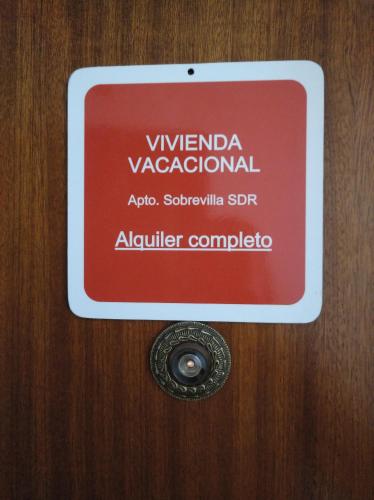 VIVIENDA
VACACIONAL
Apto. Sobrevilla SDR
Alquiler completo